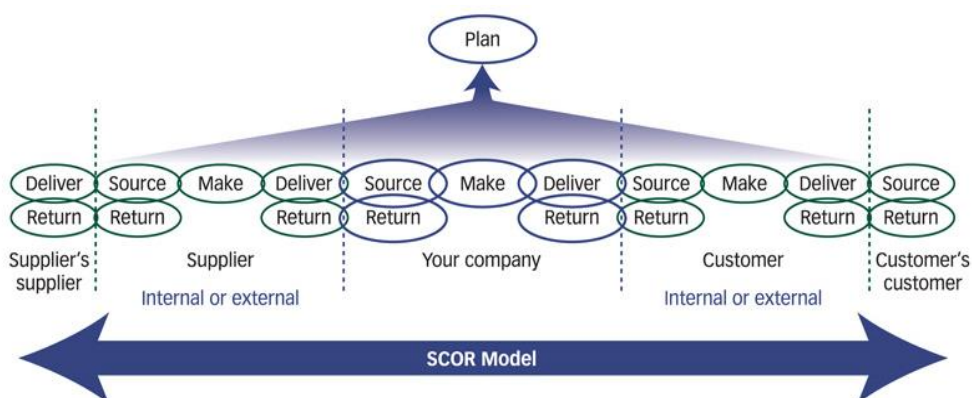 Plan
Deliver Source Make Deliver Source Make Deliver Source Make Deliver Source
Return Return Return Return Return Return Return Return
Supplier's supplier Supplier Your company Customer Customer's customer
Internal or external Internal or external
SCOR Model